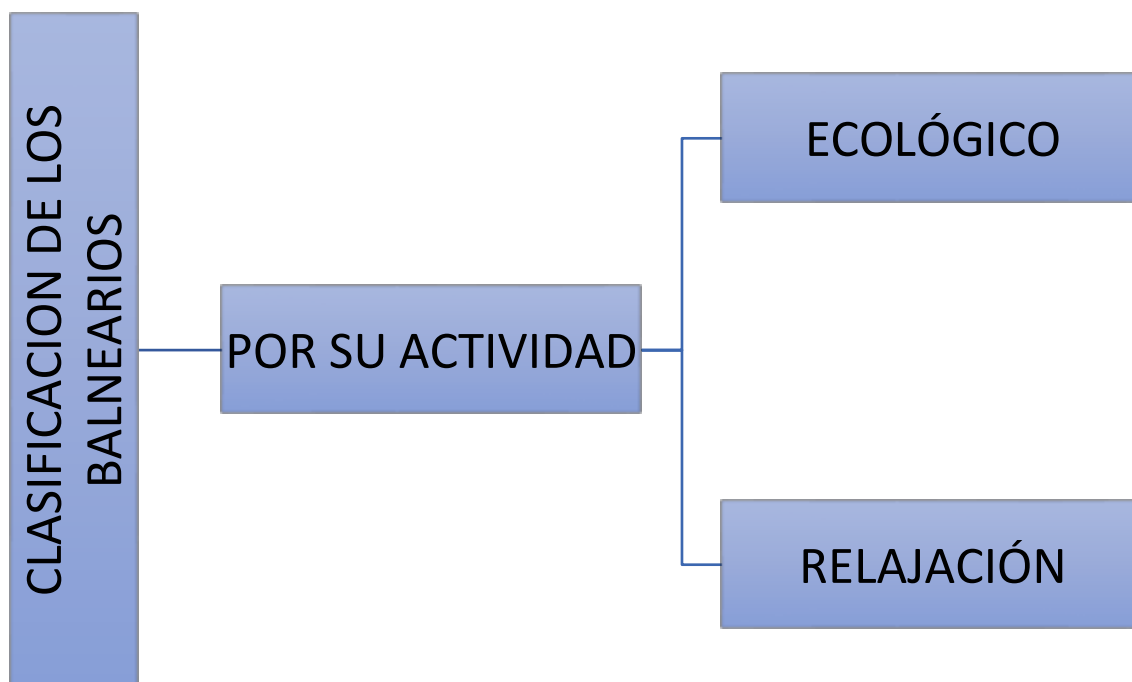 CLASIFICACION DE LOS
BALNEARIOS
POR SU ACTIVIDAD
ECOLÓGICO
RELAJACIÓN